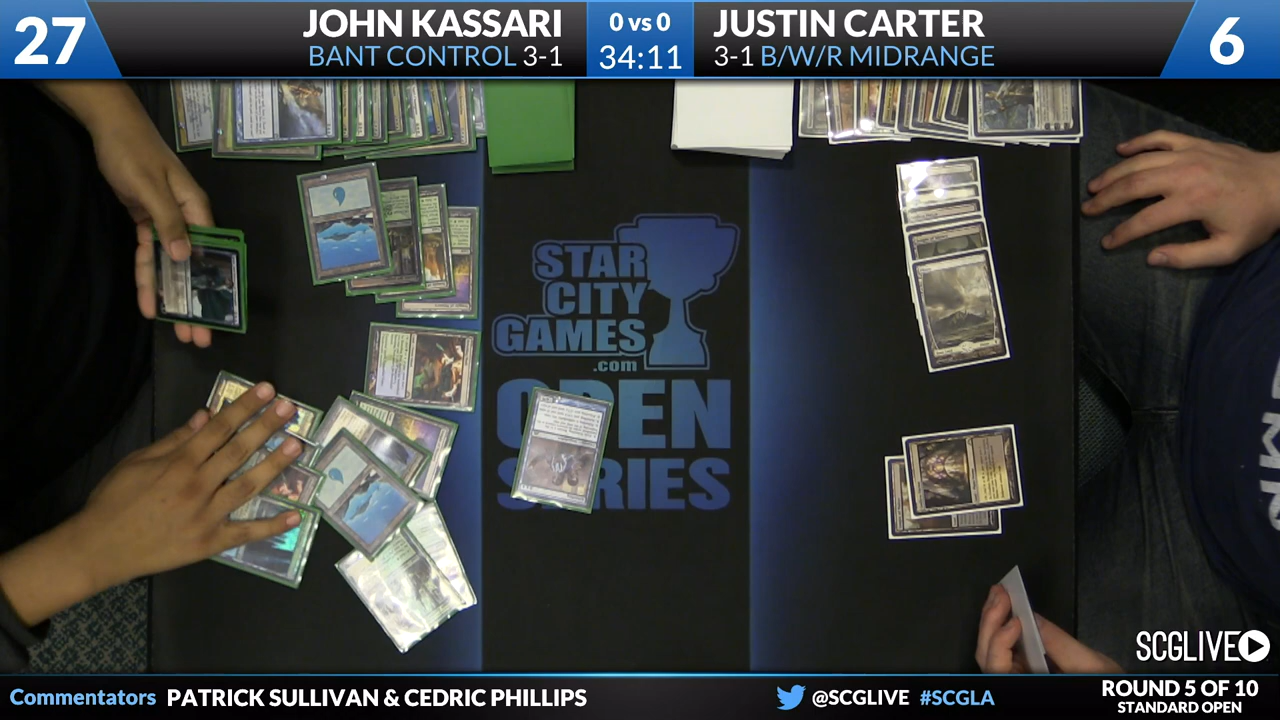 27
JOHN KASSARI
BANT CONTROL 3-1
0 vs 0
34:11
JUSTIN CARTER
3-1 B/W/R MIDRANGE
6
STAR
CITY
GAMES
.com
OPEN
SERIES
SCGLIVE
Commentators PATRICK SULLIVAN & CEDRIC PHILLIPS
@SCGLIVE #SCGLA
ROUND 5 OF 10
STANDARD OPEN